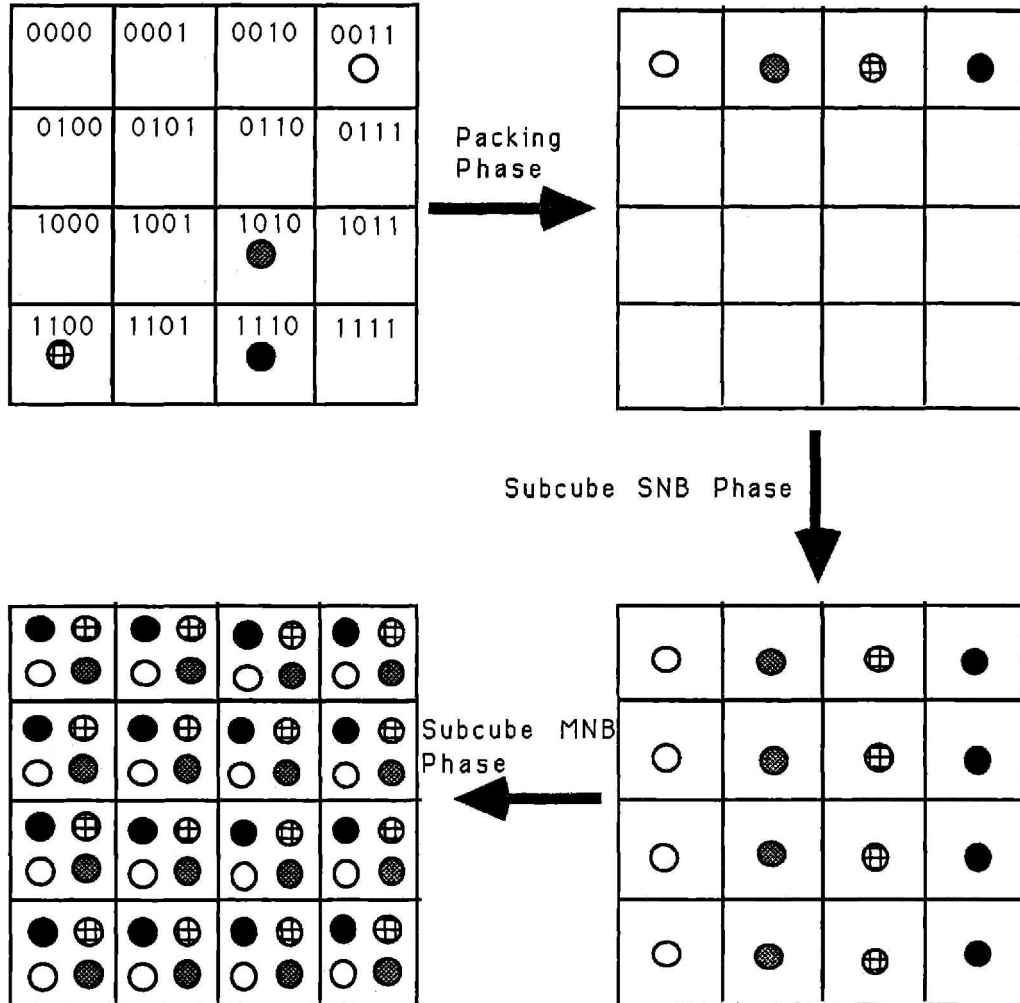 0000 0001 0010 0011
0100 0101 0110 0111
1000 1001 1010 1011
1100 1101 1110 1111
Packing
Phase
Subcube SNB Phase
Subcube MNB
Phase